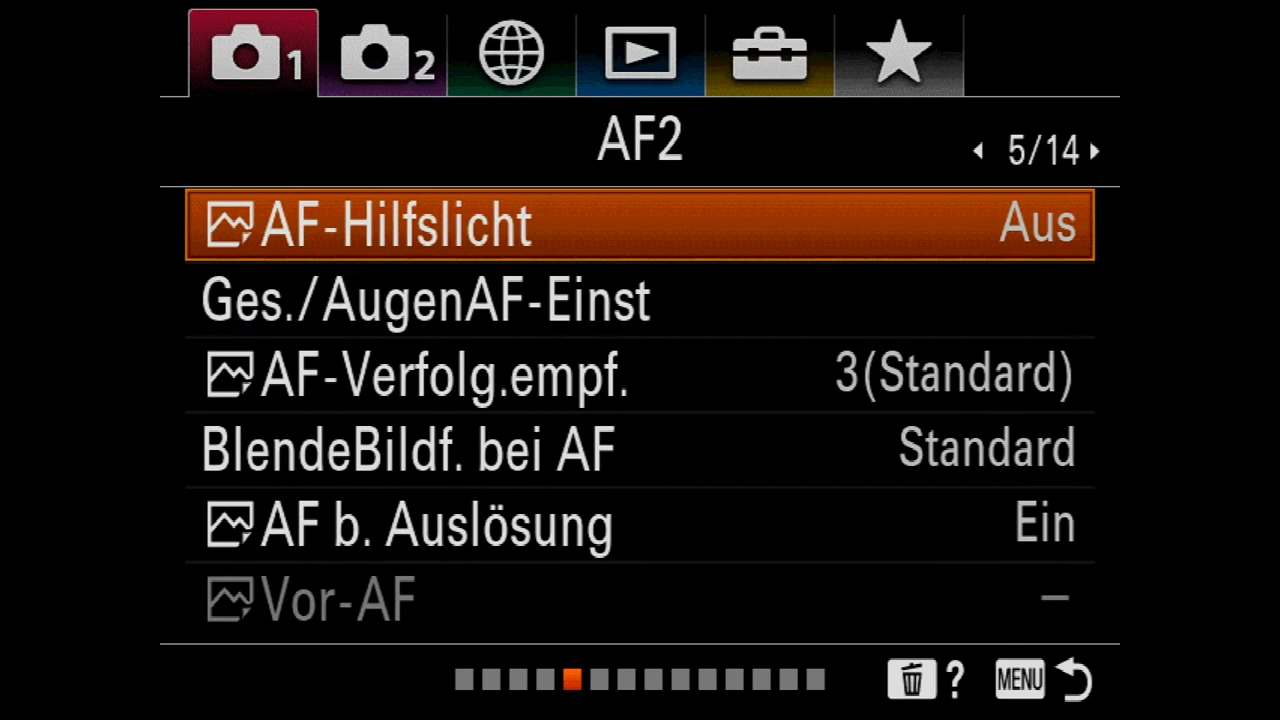 1 2
AF2
5/14
AF-Hilfslicht Aus
Ges./AugenAF-Einst
AF-Verfolg.empf. 3(Standard)
BlendeBildf. bei AF Standard
AF b. Auslösung Ein
Vor-AF –
? MENU